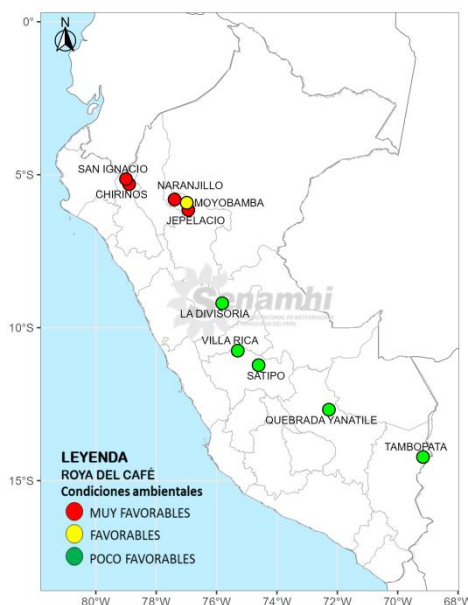 N
0°
SAN IGNACIO
NARANJILLO
5°S
CHIRINOS
MOYOBAMBA
JEPELACIO
Senamhi
LA DIVISORIA
10°S
VILLA RICA
SATIPO
QUEBRADA YANATILE
TAMBOPATA
LEYENDA
ROYA DEL CAFÉ
Condiciones ambientales
15°S
MUY FAVORABLES
FAVORABLES
POCO FAVORABLES
80°W 78°W 76°W 74°W 72°W 70°W 68°W